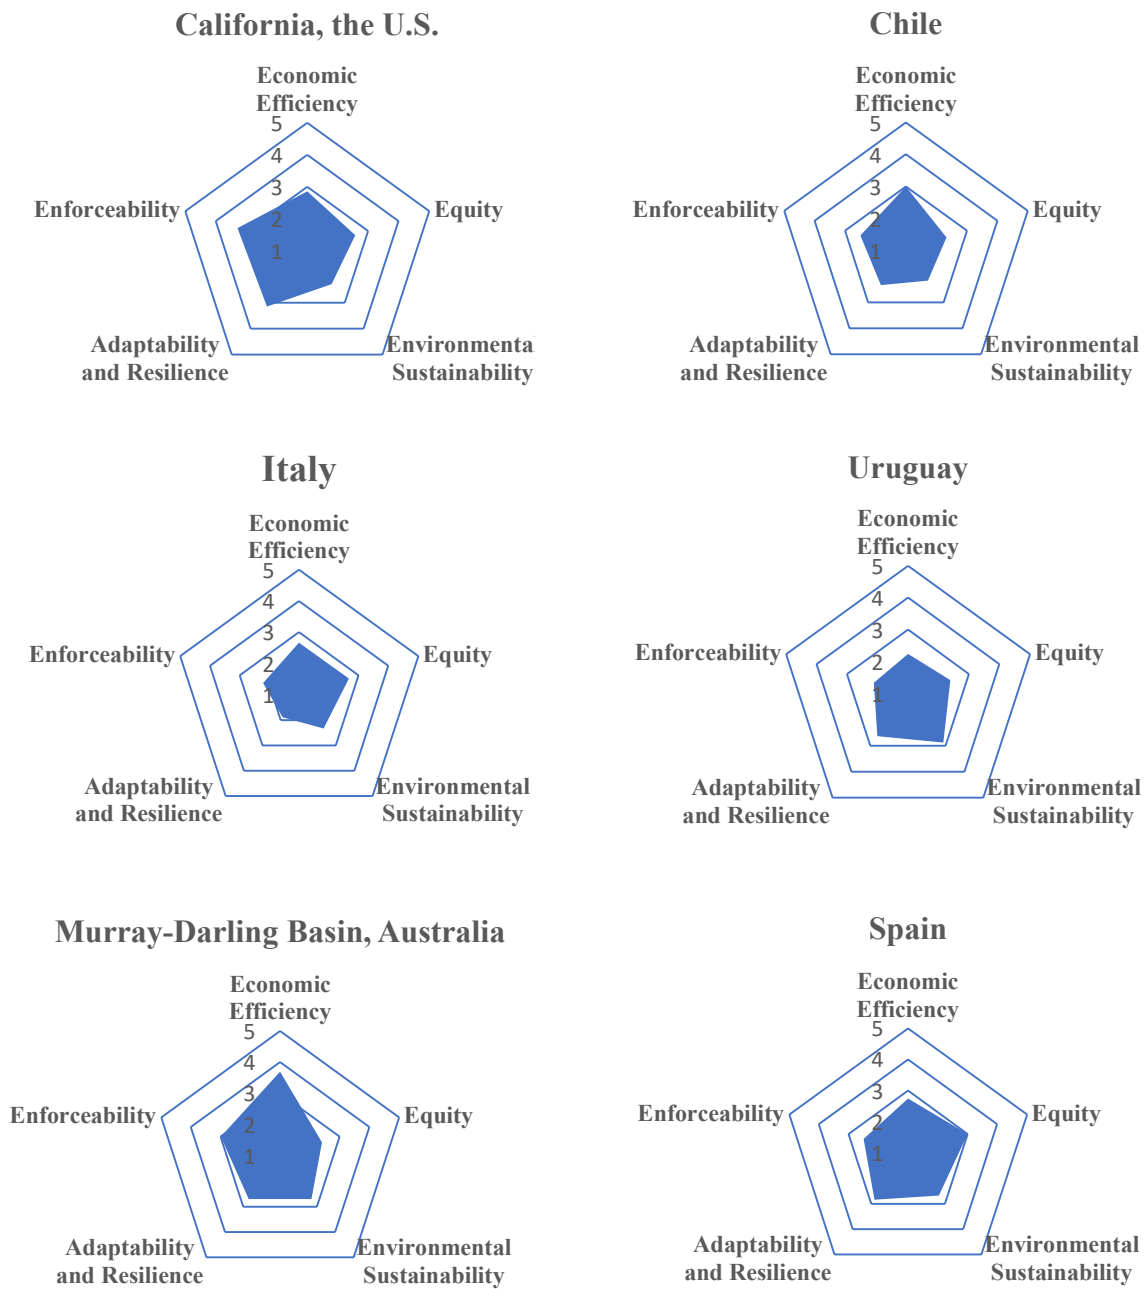 California, the U.S.
Economic
Efficiency
5
4
3
2
1
Enforceability
Equity
Adaptability
and Resilience
Environmental
Sustainability
Chile
Economic
Efficiency
5
4
3
2
1
Enforceability
Equity
Adaptability
and Resilience
Environmental
Sustainability
Italy
Economic
Efficiency
5
4
3
2
1
Enforceability
Equity
Adaptability
and Resilience
Environmental
Sustainability
Uruguay
Economic
Efficiency
5
4
3
2
1
Enforceability
Equity
Adaptability
and Resilience
Environmental
Sustainability
Murray-Darling Basin, Australia
Economic
Efficiency
5
4
3
2
1
Enforceability
Equity
Adaptability
and Resilience
Environmental
Sustainability
Spain
Economic
Efficiency
5
4
3
2
1
Enforceability
Equity
Adaptability
and Resilience
Environmental
Sustainability